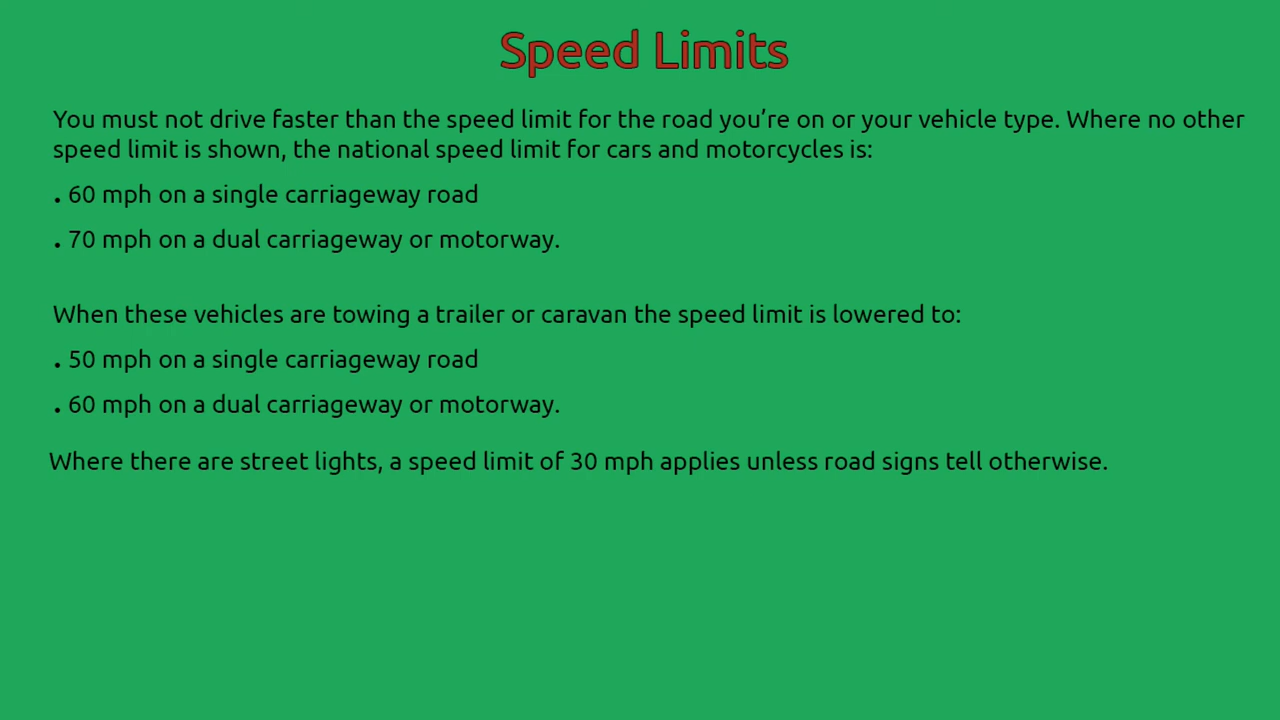 Speed Limits
You must not drive faster than the speed limit for the road you’re on or your vehicle type. Where no other
speed limit is shown, the national speed limit for cars and motorcycles is:
. 60 mph on a single carriageway road
. 70 mph on a dual carriageway or motorway.
When these vehicles are towing a trailer or caravan the speed limit is lowered to:
. 50 mph on a single carriageway road
. 60 mph on a dual carriageway or motorway.
Where there are street lights, a speed limit of 30 mph applies unless road signs tell otherwise.